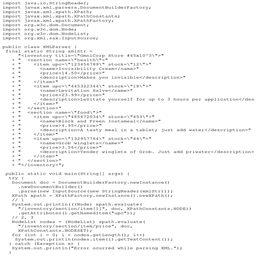 import java.io.StringReader;
import javax.xml.parsers.DocumentBuilderFactory;
import javax.xml.xpath.XPath;
import javax.xml.xpath.XPathConstants;
import javax.xml.xpath.XPathFactory;
import org.w3c.dom.Document;
import org.w3c.dom.Node;
import org.w3c.dom.NodeList;
import org.xml.sax.InputSource;
public class XMLParser {
final static String xmlStr =
"<inventory title=\"OmniCorp Store #45x10^3\">"
+ " <section name=\"health\">"
+ " <item upc=\"123456789\" stock=\"12\">"
+ " <name>Invisibility Cream</name>"
+ " <price>14.50</price>"
+ " <description>Makes you invisible</description>"
+ " </item>"
+ " <item upc=\"445322344\" stock=\"18\">"
+ " <name>Levitation Salve</name>"
+ " <price>23.99</price>"
+ " <description>Levitate yourself for up to 3 hours per application</des
+ " </item>"
+ " </section>"
+ " <section name=\"food\">"
+ " <item upc=\"485672034\" stock=\"653\">"
+ " <name>Blork and Freen Instameal</name>"
+ " <price>4.95</price>"
+ " <description>A tasty meal in a tablet; just add water</description>"
+ " </item>"
+ " <item upc=\"132957764\" stock=\"44\">"
+ " <name>Grob winglets</name>"
+ " <price>3.56</price>"
+ " <description>Tender winglets of Grob. Just add priwater</description>
+ " </item>"
+ " </section>"
+ "</inventory>";
public static void main(String[] args) {
try {
Document doc = DocumentBuilderFactory.newInstance()
.newDocumentBuilder()
.parse(new InputSource(new StringReader(xmlStr)));
XPath xpath = XPathFactory.newInstance().newXPath();
// 1
System.out.println(((Node) xpath.evaluate(
"/inventory/section/item[1]", doc, XPathConstants.NODE))
.getAttributes().getNamedItem("upc"));
// 2, 3
NodeList nodes = (NodeList) xpath.evaluate(
"/inventory/section/item/price", doc,
XPathConstants.NODESET);
for (int i = 0; i < nodes.getLength(); i++)
System.out.println(nodes.item(i).getTextContent());
} catch (Exception e) {
System.out.println("Error ocurred while parsing XML.");
}